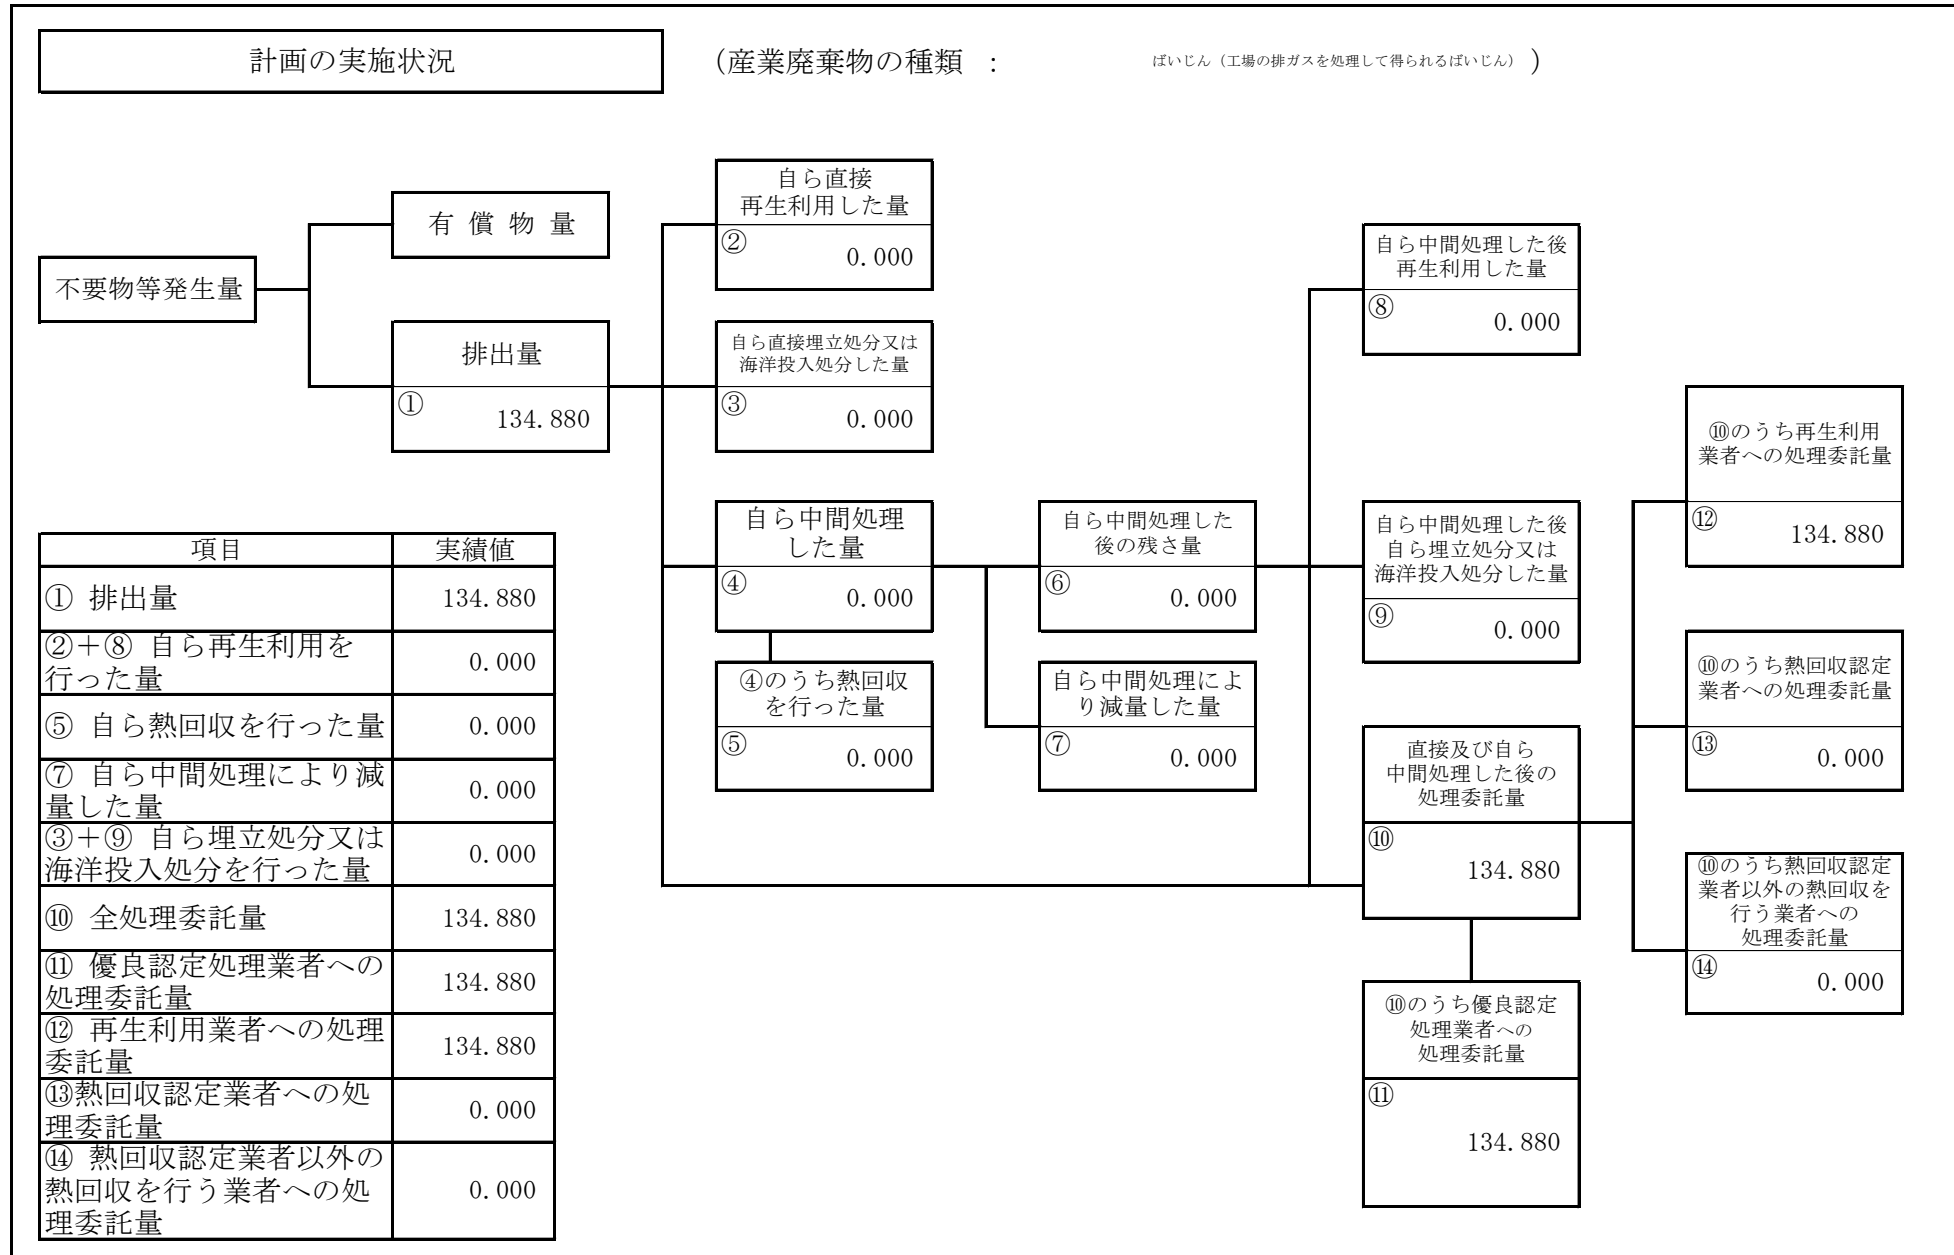 計画の実施状況
（産業廃棄物の種類 ： ばいじん（工場の排ガスを処理して得られるばいじん） ）
不要物等発生量
有 償 物 量
排出量
① 134.880
自ら直接
再生利用した量
② 0.000
自ら直接埋立処分又は
海洋投入処分した量
③ 0.000
自ら中間処理
した量
④ 0.000
④のうち熱回収
を行った量
⑤ 0.000
自ら中間処理した
後の残さ量
⑥ 0.000
自ら中間処理によ
り減量した量
⑦ 0.000
自ら中間処理した後
再生利用した量
⑧ 0.000
自ら中間処理した後
自ら埋立処分又は
海洋投入処分した量
⑨ 0.000
直接及び自ら
中間処理した後の
処理委託量
⑩
134.880
⑩のうち優良認定
処理業者への
処理委託量
⑪
134.880
⑩のうち再生利用
業者への処理委託量
⑫ 134.880
⑩のうち熱回収認定
業者への処理委託量
⑬ 0.000
⑩のうち熱回収認定
業者以外の熱回収を
行う業者への
処理委託量
⑭ 0.000
項目 実績値
① 排出量 134.880
②＋⑧ 自ら再生利用を
行った量 0.000
⑤ 自ら熱回収を行った量 0.000
⑦ 自ら中間処理により減
量した量 0.000
③＋⑨ 自ら埋立処分又は
海洋投入処分を行った量 0.000
⑩ 全処理委託量 134.880
⑪ 優良認定処理業者への
処理委託量 134.880
⑫ 再生利用業者への処理
委託量 134.880
⑬熱回収認定業者への処
理委託量 0.000
⑭ 熱回収認定業者以外の
熱回収を行う業者への処
理委託量 0.000